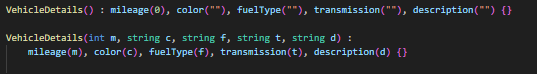 VehicleDetails() : mileage(0), color(""), fuelType(""), transmission(""), description("") {}
VehicleDetails(int m, string c, string f, string t, string d) :
mileage(m), color(c), fuelType(f), transmission(t), description(d) {}